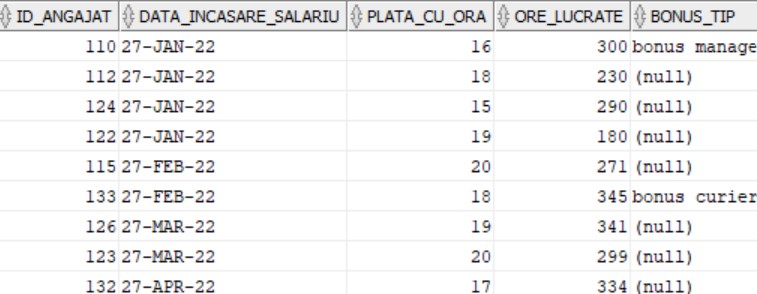 ID_ANGAJAT DATA_INCASARE_SALARIU PLATA_CU_ORA ORE_LUCRATE BONUS_TIP
110 27-JAN-22 16 300 bonus manage
112 27-JAN-22 18 230 (null)
124 27-JAN-22 15 290 (null)
122 27-JAN-22 19 180 (null)
115 27-FEB-22 20 271 (null)
133 27-FEB-22 18 345 bonus curier
126 27-MAR-22 19 341 (null)
123 27-MAR-22 20 299 (null)
132 27-APR-22 17 334 (null)